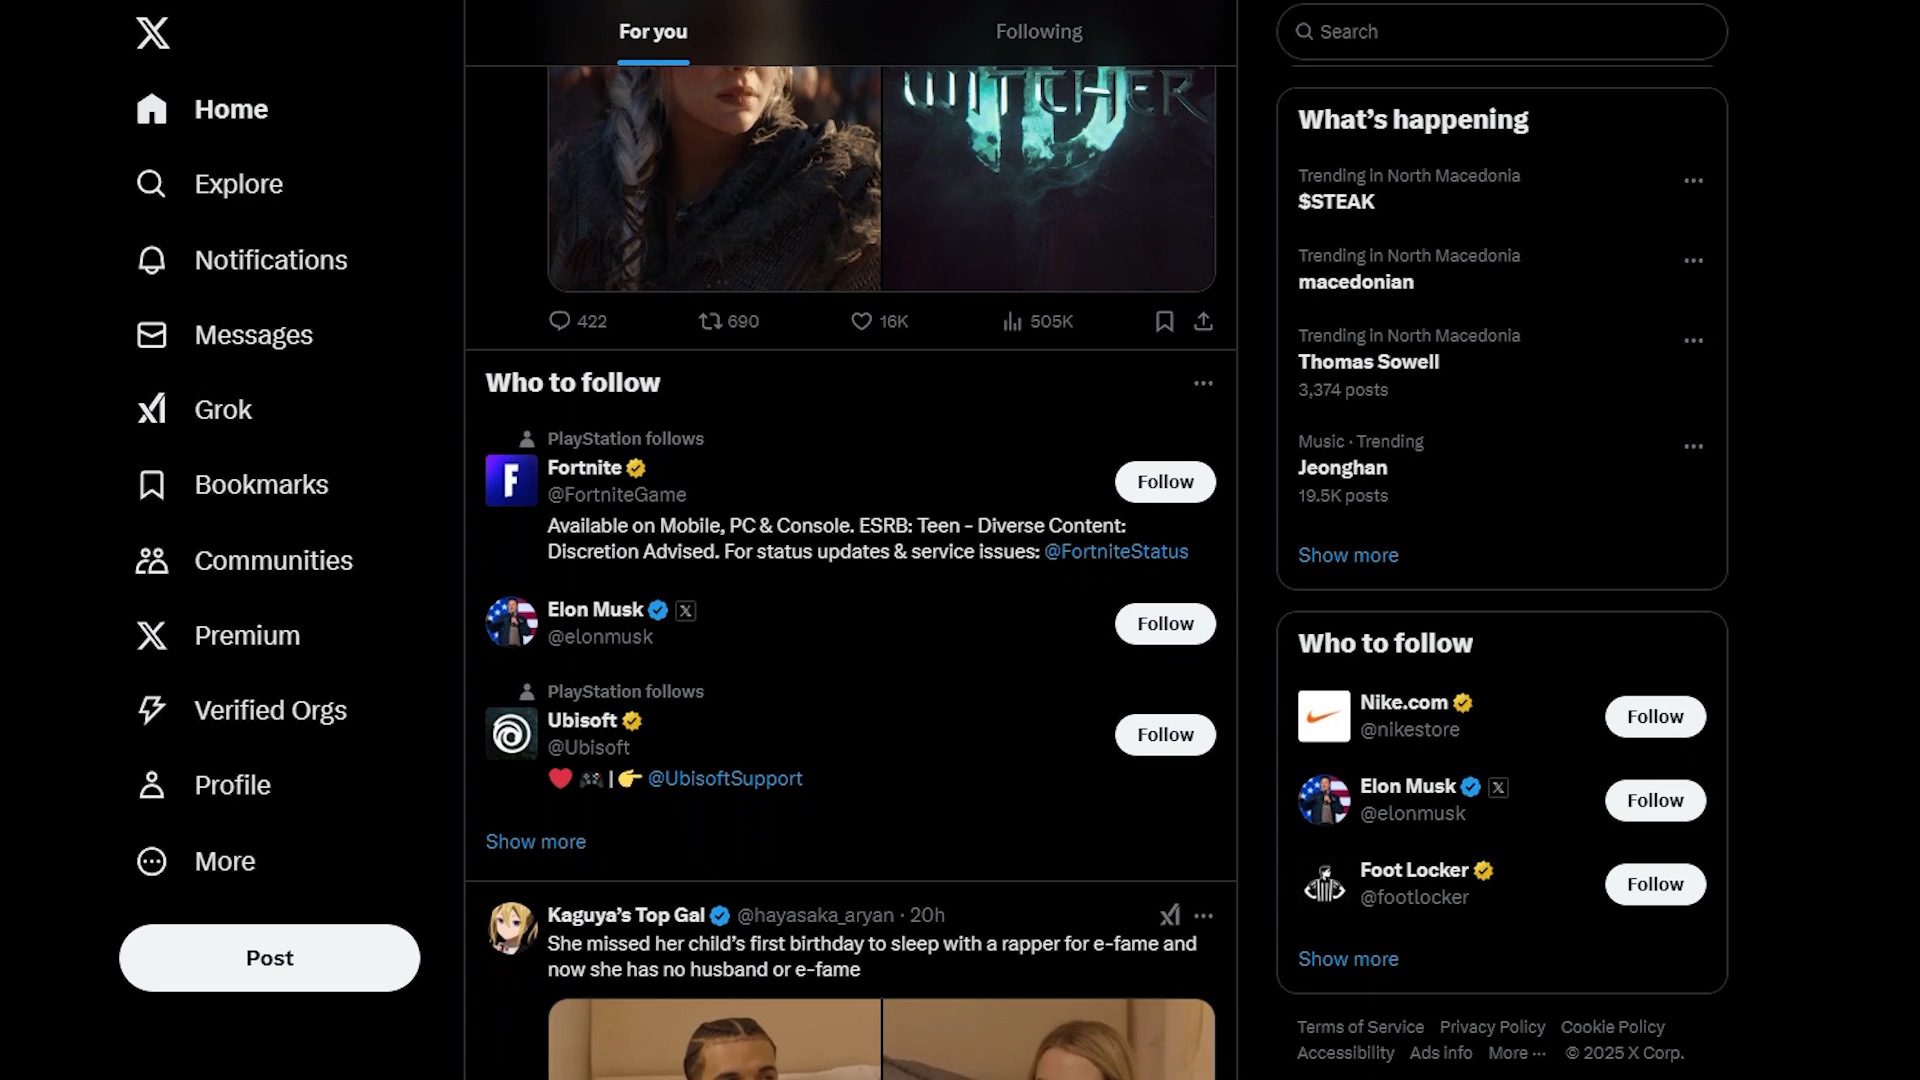 Home
Explore
Notifications
Messages
Grok
Bookmarks
Communities
Premium
Verified Orgs
Profile
More
Post
For you
Following
WITCHER
422
690
16K
505K
Who to follow
PlayStation follows
Fortnite
@FortniteGame
Follow
Available on Mobile, PC & Console. ESRB: Teen - Diverse Content:
Discretion Advised. For status updates & service issues: @FortniteStatus
Elon Musk
@elonmusk
Follow
PlayStation follows
Ubisoft
@Ubisoft
Follow
❤️ 🎮 | 👉 @UbisoftSupport
Show more
Kaguya's Top Gal @hayasaka_aryan · 20h
She missed her child's first birthday to sleep with a rapper for e-fame and
now she has no husband or e-fame
Search
What's happening
Trending in North Macedonia
$STEAK
Trending in North Macedonia
macedonian
Trending in North Macedonia
Thomas Sowell
3,374 posts
Music · Trending
Jeonghan
19.5K posts
Show more
Who to follow
Nike.com
@nikestore
Follow
Elon Musk
@elonmusk
Follow
Foot Locker
@footlocker
Follow
Show more
Terms of Service Privacy Policy Cookie Policy
Accessibility Ads info More ··· © 2025 X Corp.